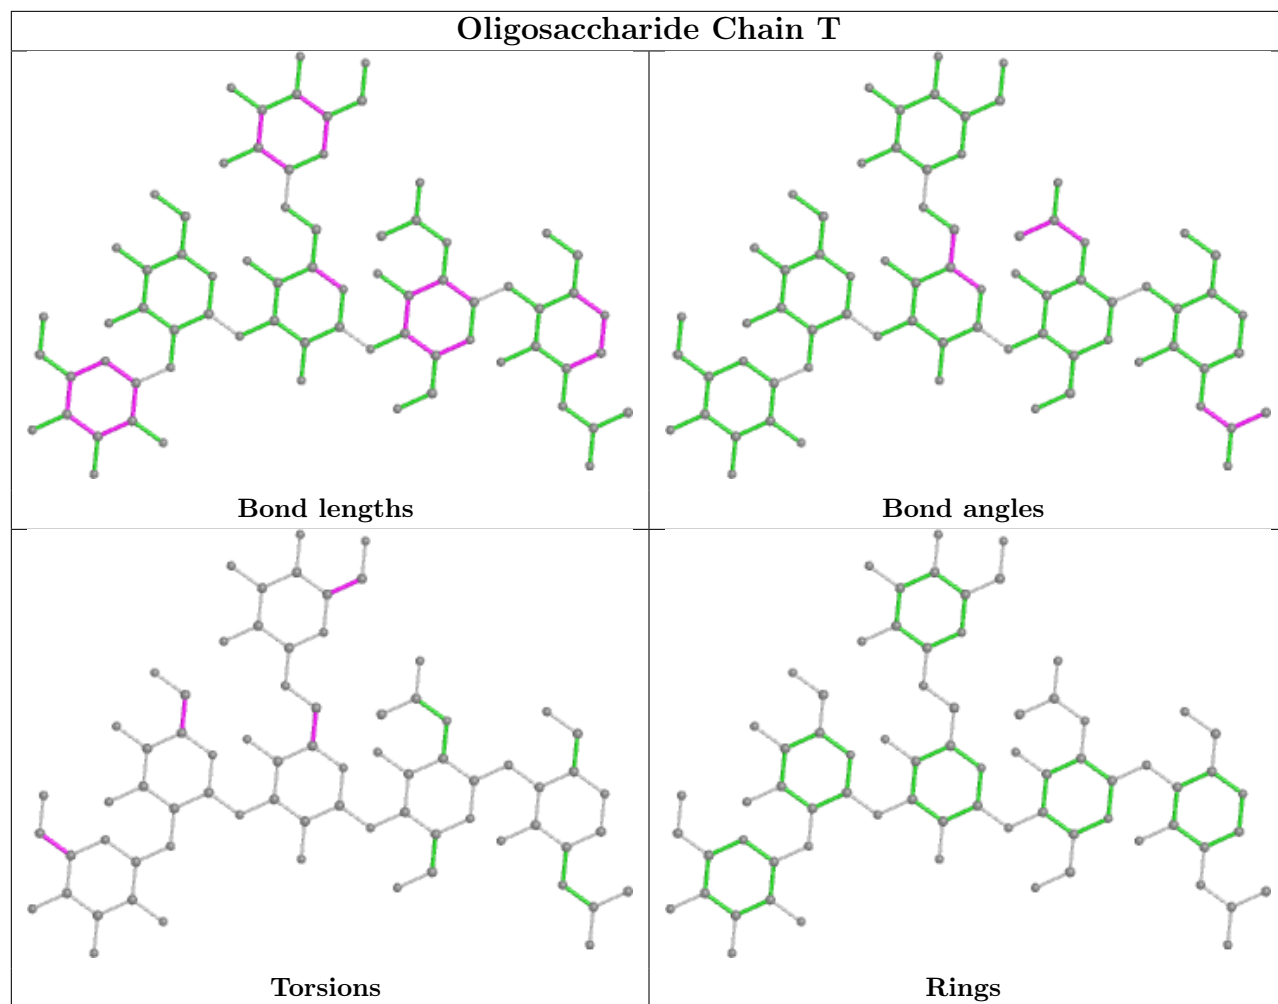 Oligosaccharide Chain T
Bond lengths
Bond angles
Torsions
Rings